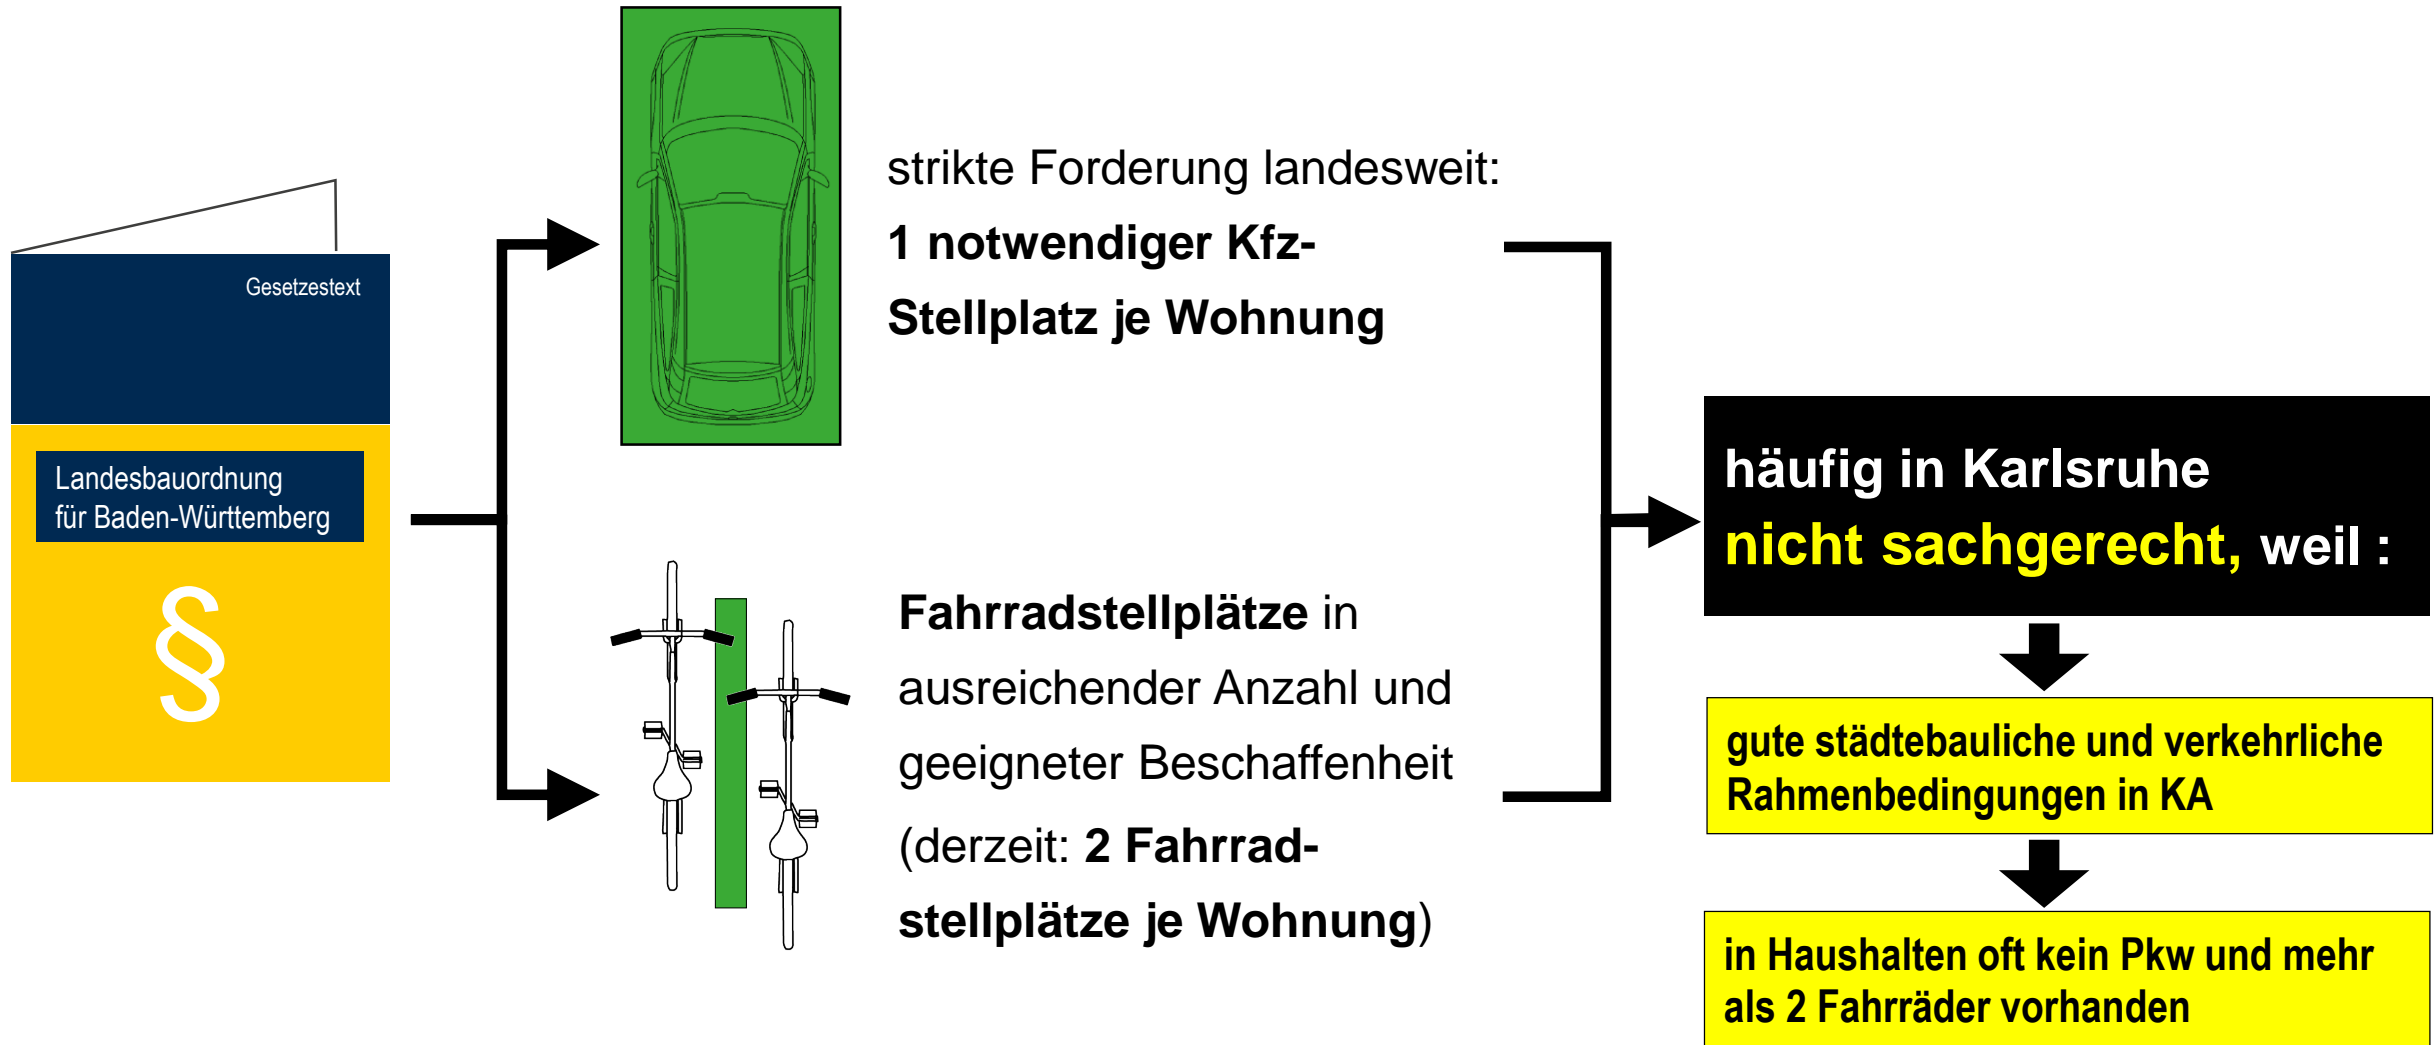 Gesetzestext
Landesbauordnung
für Baden-Württemberg
§
strikte Forderung landesweit:
1 notwendiger Kfz-
Stellplatz je Wohnung
Fahrradstellplätze in
ausreichender Anzahl und
geeigneter Beschaffenheit
(derzeit: 2 Fahrrad-
stellplätze je Wohnung)
häufig in Karlsruhe
nicht sachgerecht, weil :
gute städtebauliche und verkehrliche
Rahmenbedingungen in KA
in Haushalten oft kein Pkw und mehr
als 2 Fahrräder vorhanden